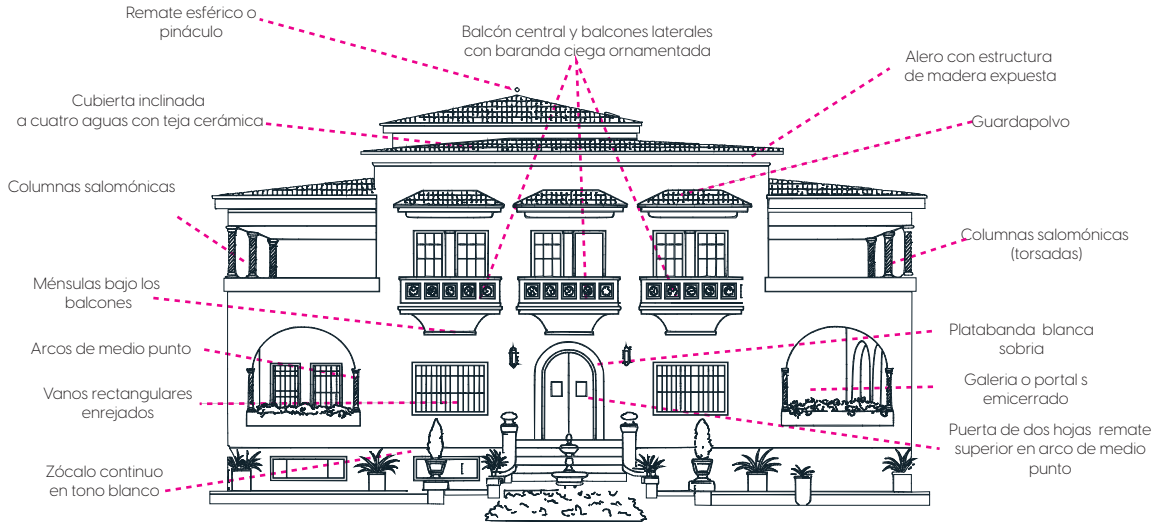 Remate esférico o
pináculo
Balcón central y balcones laterales
con baranda ciega ornamentada
Alero con estructura
de madera expuesta
Cubierta inclinada
a cuatro aguas con teja cerámica
Guardapolvo
Columnas salomónicas
Columnas salomónicas
(torsadas)
Ménsulas bajo los
balcones
Platabanda blanca
sobria
Arcos de medio punto
Galeria o portal s
emicerrado
Vanos rectangulares
enrejados
Puerta de dos hojas remate
superior en arco de medio
punto
Zócalo continuo
en tono blanco